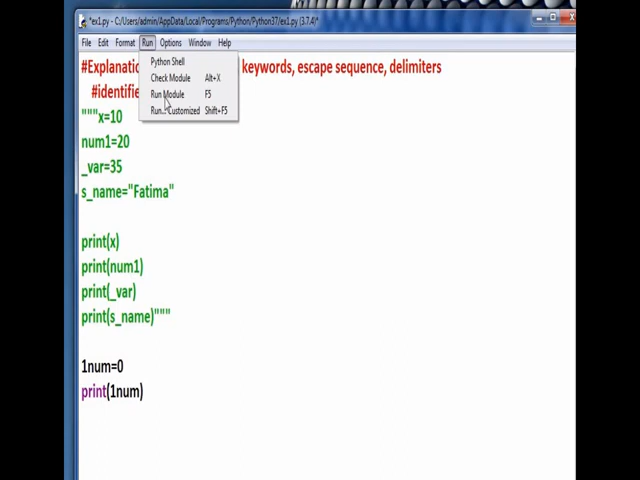 *ex1.py - C:/Users/admin/AppData/Local/Programs/Python/Python37/ex1.py (3.7.4)*
File Edit Format Run Options Window Help
Python Shell
Check Module Alt+X
Run Module F5
Run... Customized Shift+F5
#Explanatio keywords, escape sequence, delimiters
#identifie
"""x=10
num1=20
_var=35
s_name="Fatima"
print(x)
print(num1)
print(_var)
print(s_name)"""
1num=0
print(1num)